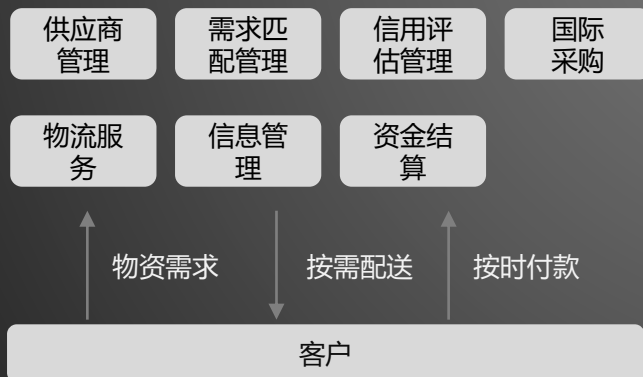 供应商
管理
需求匹
配管理
信用评
估管理
国际
采购
物流服
务
信息管
理
资金结
算
物资需求
按需配送
按时付款
客户